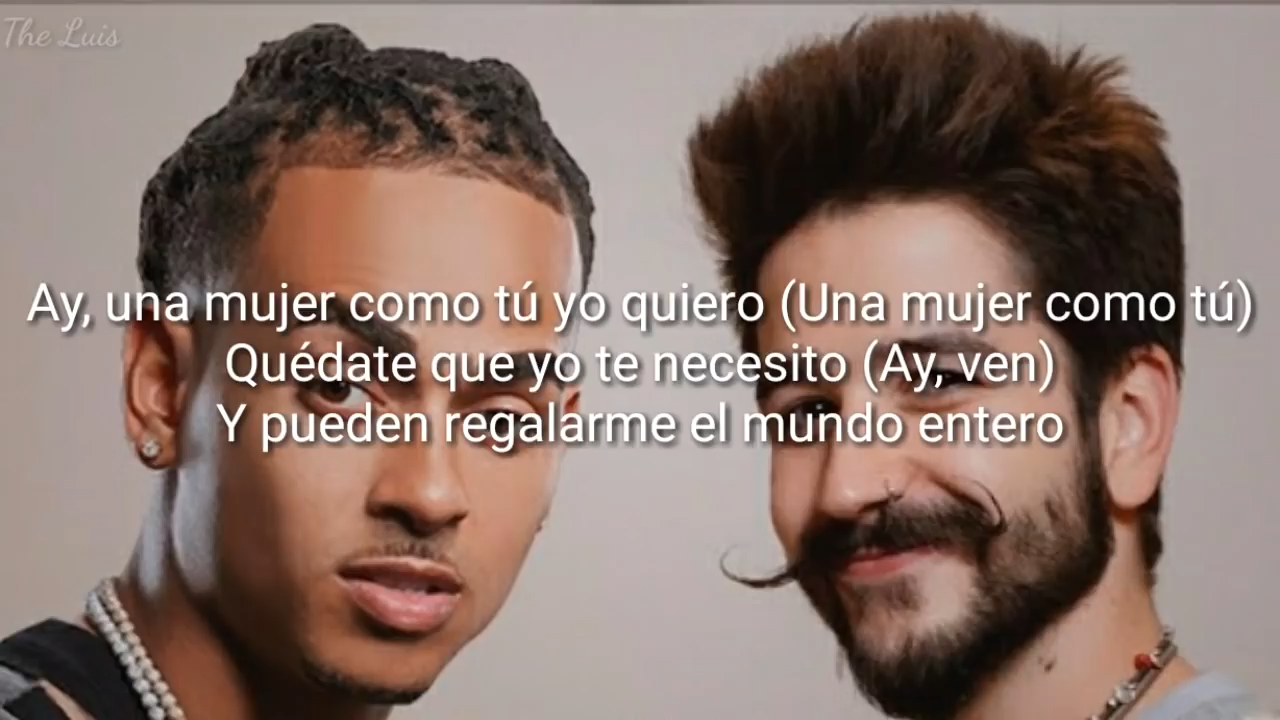 The Luis
Ay, una mujer como tú yo quiero (Una mujer como tú)
Quédate que yo te necesito (Ay, ven)
Y pueden regalarme el mundo entero